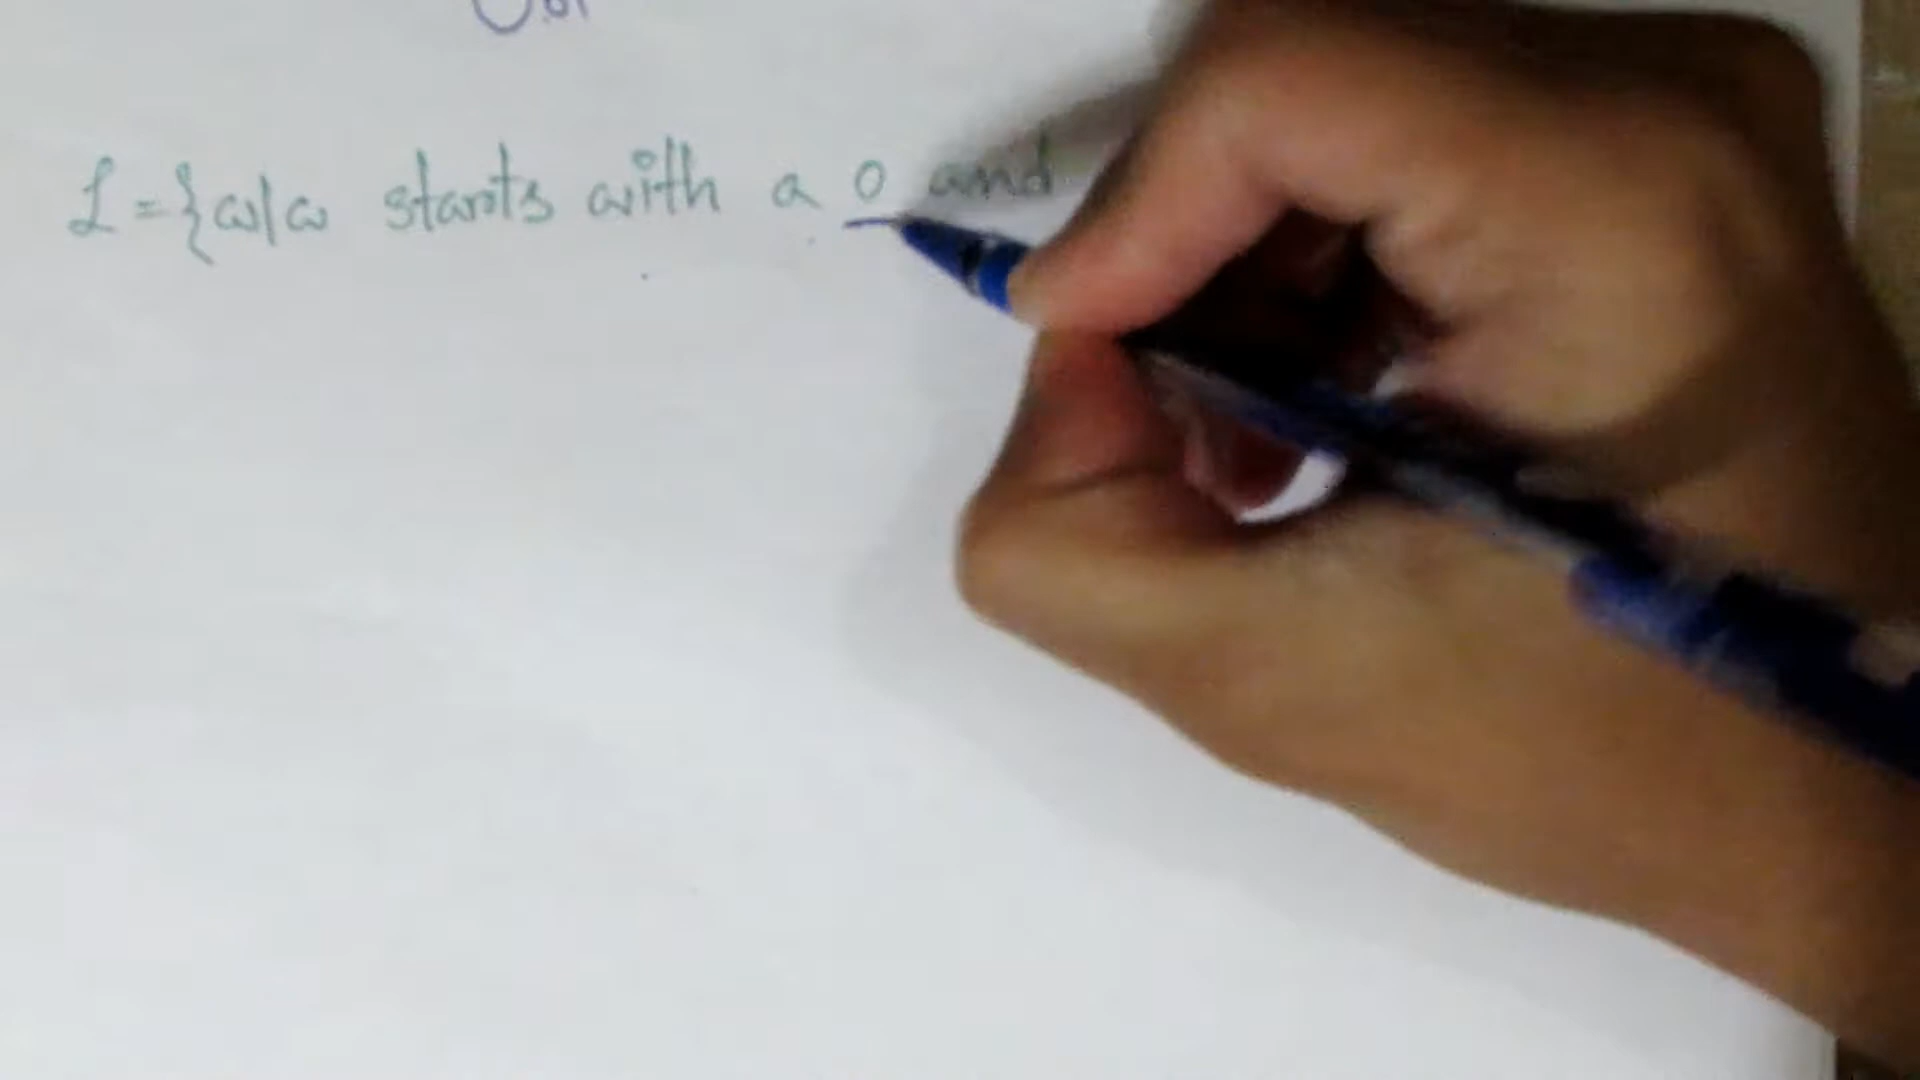 L = {ω|ω starts with a 0 and